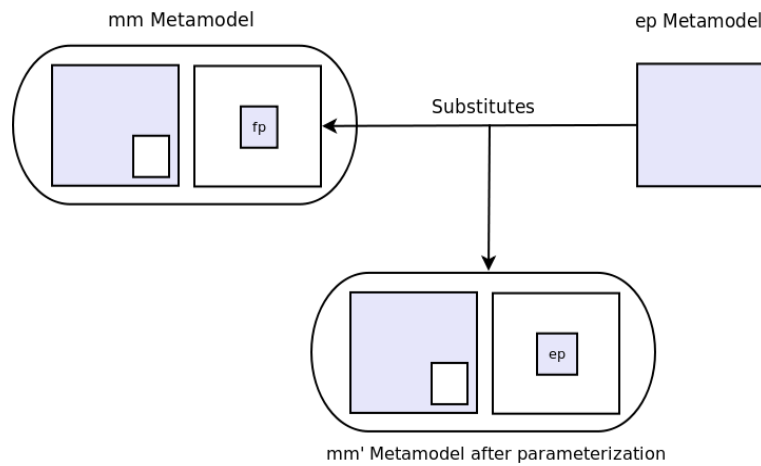 mm Metamodel
ep Metamodel
Substitutes
fp
ep
mm' Metamodel after parameterization